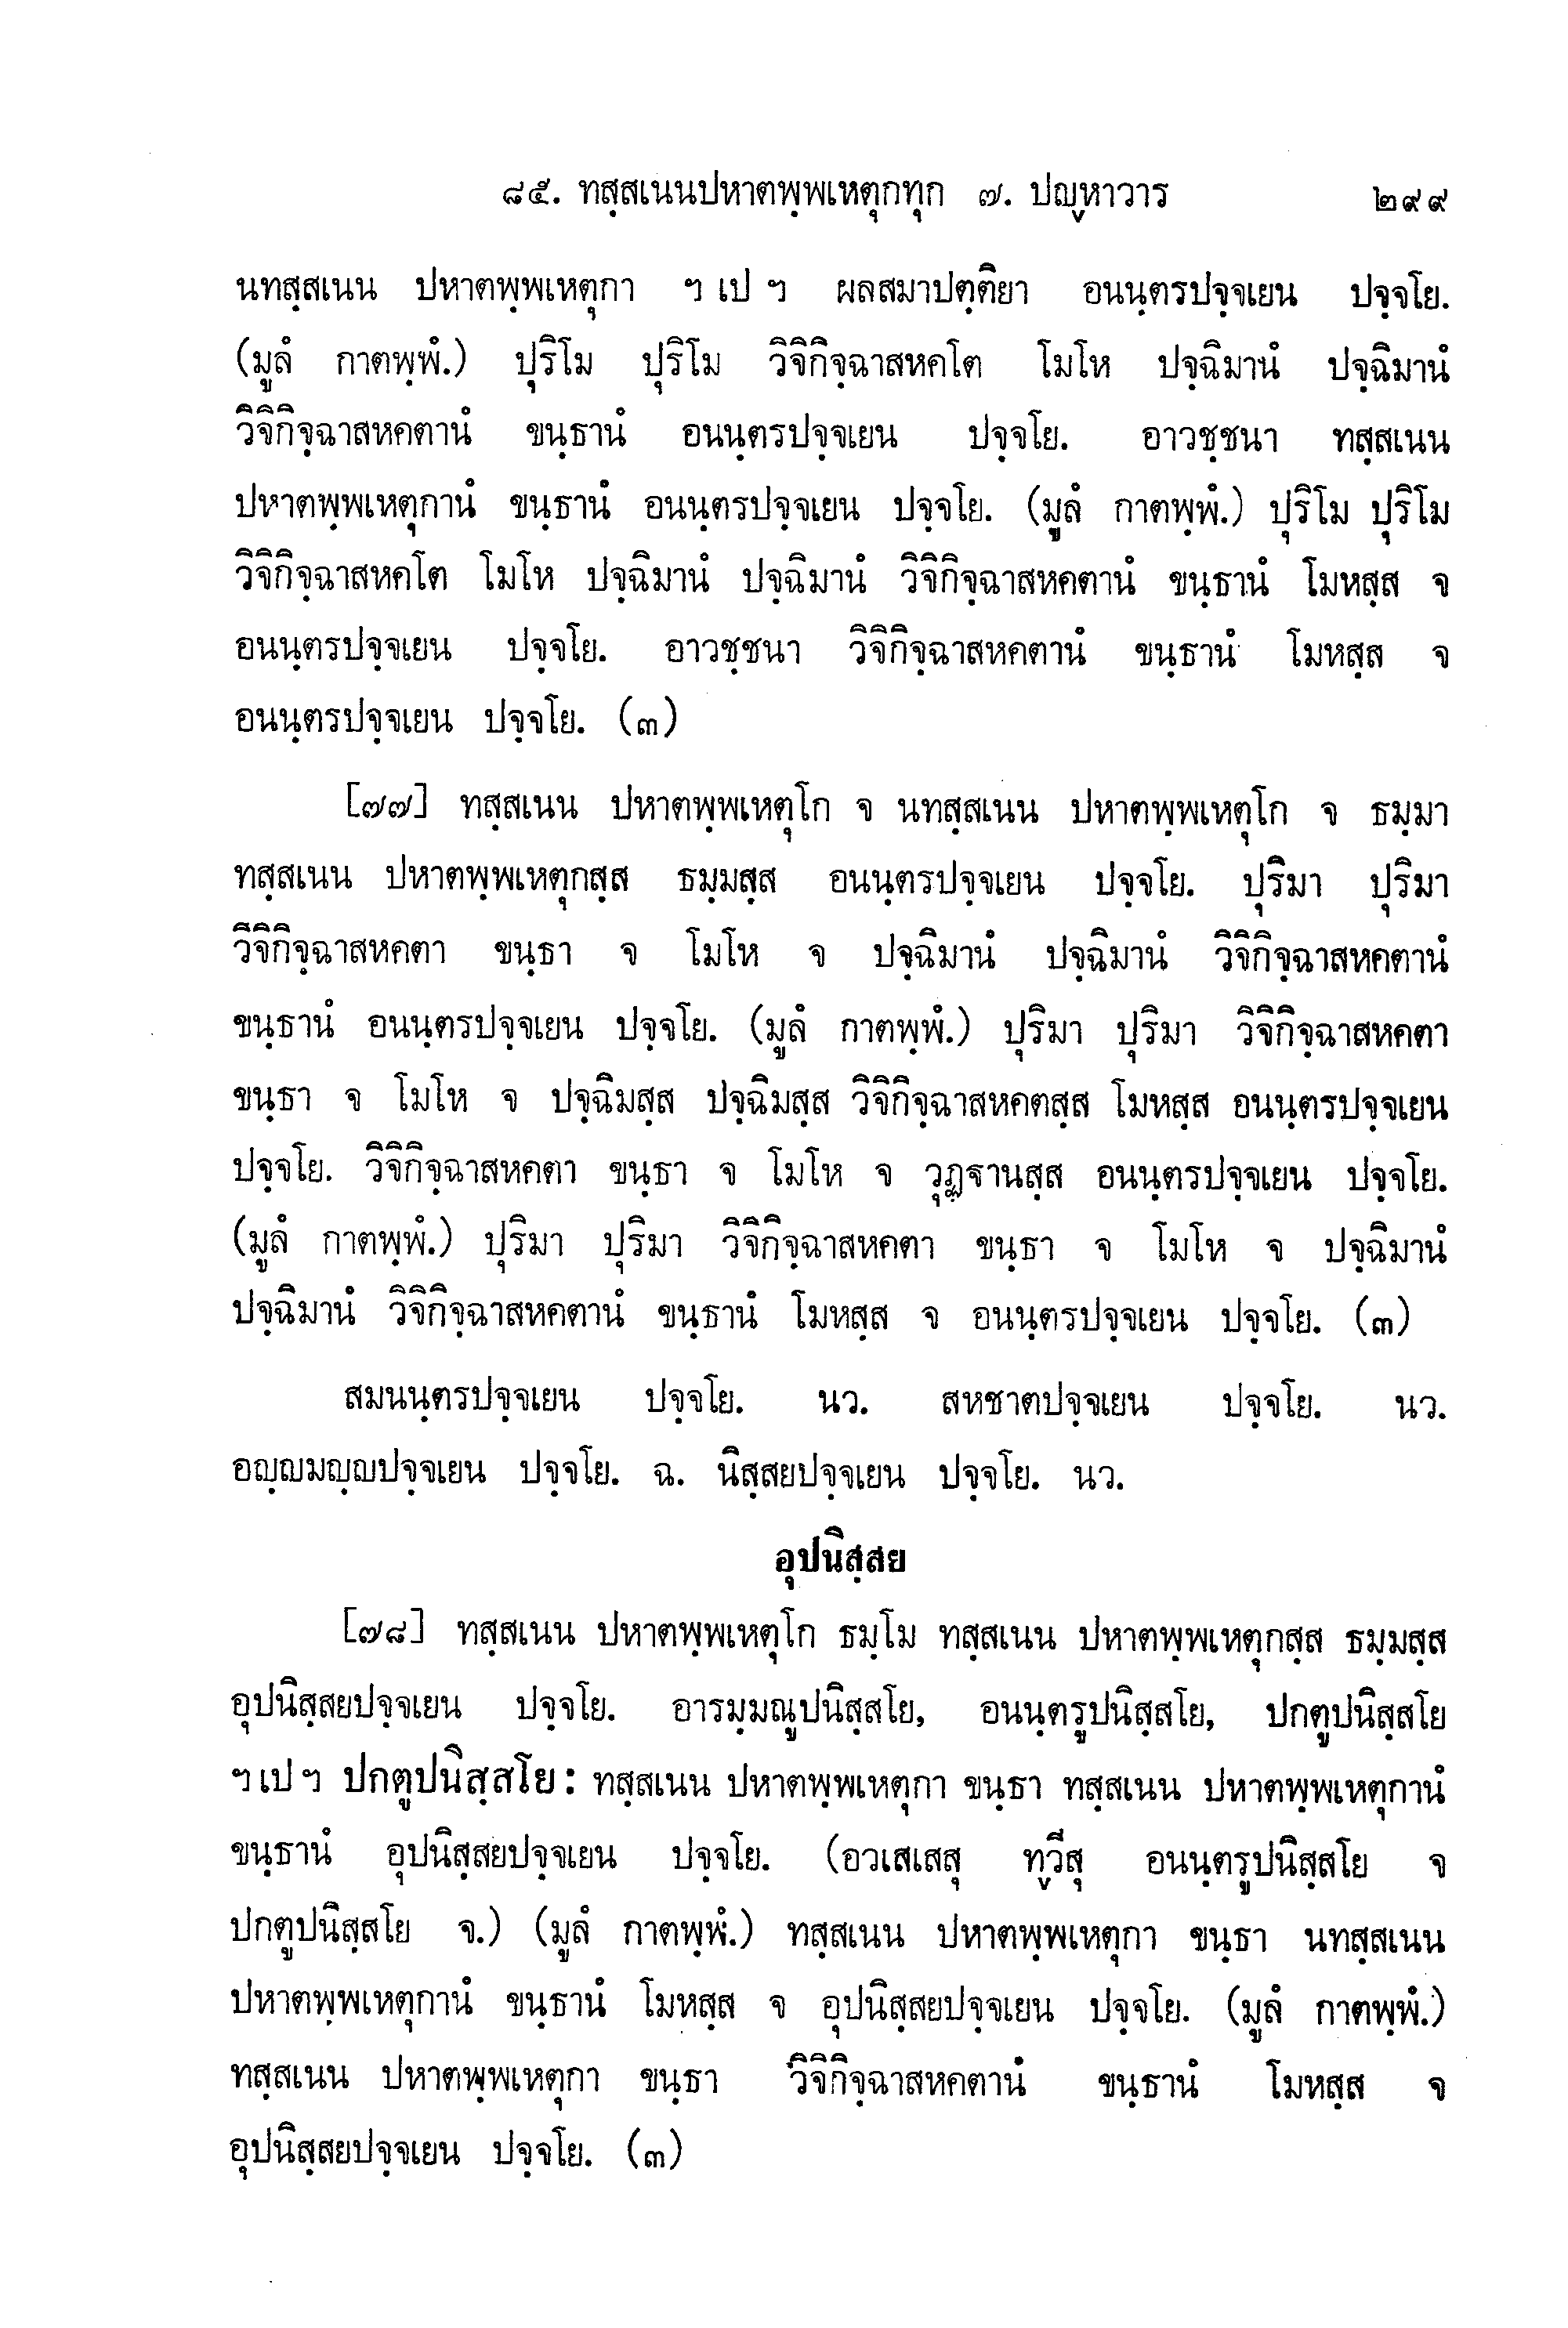 ๘๕. ทสฺสเนนปหาตพฺพเหตุกทุก ๗. ปญฺหาวาร ๒๙๙
นทสฺสเนน ปหาตพฺพเหตุกา ฯ เป ฯ ผลสมาปตฺติยา อนนฺตรปจฺจเยน ปจฺจโย.
(มูลํ กาตพฺพํ.) ปุริโม ปุริโม วิจิกิจฺฉาสหคโต โมโห ปจฺฉิมานํ ปจฺฉิมานํ
วิจิกิจฺฉาสหคตานํ ขนฺธานํ อนนฺตรปจฺจเยน ปจฺจโย. อาวชฺชนา ทสฺสเนน
ปหาตพฺพเหตุกานํ ขนฺธานํ อนนฺตรปจฺจเยน ปจฺจโย. (มูลํ กาตพฺพํ.) ปุริโม ปุริโม
วิจิกิจฺฉาสหคโต โมโห ปจฺฉิมานํ ปจฺฉิมานํ วิจิกิจฺฉาสหคตานํ ขนฺธานํ โมหสฺส จ
อนนฺตรปจฺจเยน ปจฺจโย. อาวชฺชนา วิจิกิจฺฉาสหคตานํ ขนฺธานํ โมหสฺส จ
อนนฺตรปจฺจเยน ปจฺจโย. (๓)
[๗๗] ทสฺสเนน ปหาตพฺพเหตุโก จ นทสฺสเนน ปหาตพฺพเหตุโก จ ธมฺมา
ทสฺสเนน ปหาตพฺพเหตุกสฺส ธมฺมสฺส อนนฺตรปจฺจเยน ปจฺจโย. ปุริมา ปุริมา
วิจิกิจฺฉาสหคตา ขนฺธา จ โมโห จ ปจฺฉิมานํ ปจฺฉิมานํ วิจิกิจฺฉาสหคตานํ
ขนฺธานํ อนนฺตรปจฺจเยน ปจฺจโย. (มูลํ กาตพฺพํ.) ปุริมา ปุริมา วิจิกิจฺฉาสหคตา
ขนฺธา จ โมโห จ ปจฺฉิมสฺส ปจฺฉิมสฺส วิจิกิจฺฉาสหคตสฺส โมหสฺส อนนฺตรปจฺจเยน
ปจฺจโย. วิจิกิจฺฉาสหคตา ขนฺธา จ โมโห จ วุฏฺฐานสฺส อนนฺตรปจฺจเยน ปจฺจโย.
(มูลํ กาตพฺพํ.) ปุริมา ปุริมา วิจิกิจฺฉาสหคตา ขนฺธา จ โมโห จ ปจฺฉิมานํ
ปจฺฉิมานํ วิจิกิจฺฉาสหคตานํ ขนฺธานํ โมหสฺส จ อนนฺตรปจฺจเยน ปจฺจโย. (๓)
สมนนฺตรปจฺจเยน ปจฺจโย. นว. สหชาตปจฺจเยน ปจฺจโย. นว.
อญฺญมญฺญปจฺจเยน ปจฺจโย. ฉ. นิสฺสยปจฺจเยน ปจฺจโย. นว.
อุปนิสฺสย
[๗๘] ทสฺสเนน ปหาตพฺพเหตุโก ธมฺโม ทสฺสเนน ปหาตพฺพเหตุกสฺส ธมฺมสฺส
อุปนิสฺสยปจฺจเยน ปจฺจโย. อารมฺมณูปนิสฺสโย, อนนฺตรูปนิสฺสโย, ปกตูปนิสฺสโย
ฯ เป ฯ ปกตูปนิสฺสโย: ทสฺสเนน ปหาตพฺพเหตุกา ขนฺธา ทสฺสเนน ปหาตพฺพเหตุกานํ
ขนฺธานํ อุปนิสฺสยปจฺจเยน ปจฺจโย. (อวเสเสสุ ทฺวีสุ อนนฺตรูปนิสฺสโย จ
ปกตูปนิสฺสโย จ.) (มูลํ กาตพฺพํ.) ทสฺสเนน ปหาตพฺพเหตุกา ขนฺธา นทสฺสเนน
ปหาตพฺพเหตุกานํ ขนฺธานํ โมหสฺส จ อุปนิสฺสยปจฺจเยน ปจฺจโย. (มูลํ กาตพฺพํ.)
ทสฺสเนน ปหาตพฺพเหตุกา ขนฺธา วิจิกิจฺฉาสหคตานํ ขนฺธานํ โมหสฺส จ
อุปนิสฺสยปจฺจเยน ปจฺจโย. (๓)